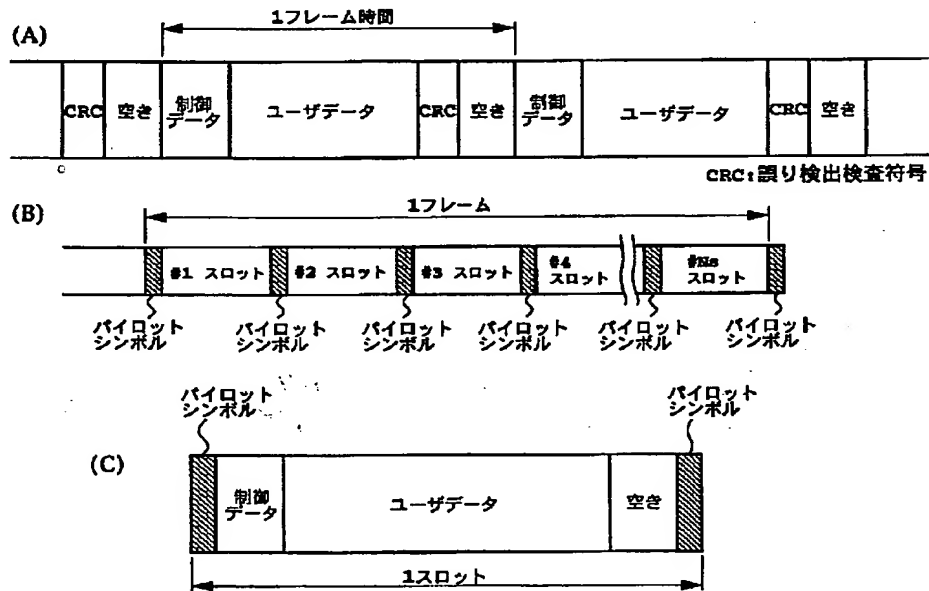 1フレーム時間
(A)
CRC 空き 制御データ ユーザデータ CRC 空き 制御データ ユーザデータ CRC 空き
CRC:誤り検出検査符号
(B)
1フレーム
#1 スロット #2 スロット #3 スロット #4 スロット #Ns スロット
パイロットシンボル パイロットシンボル パイロットシンボル パイロットシンボル パイロットシンボル パイロットシンボル
パイロットシンボル パイロットシンボル
(C)
制御データ ユーザデータ 空き
1スロット